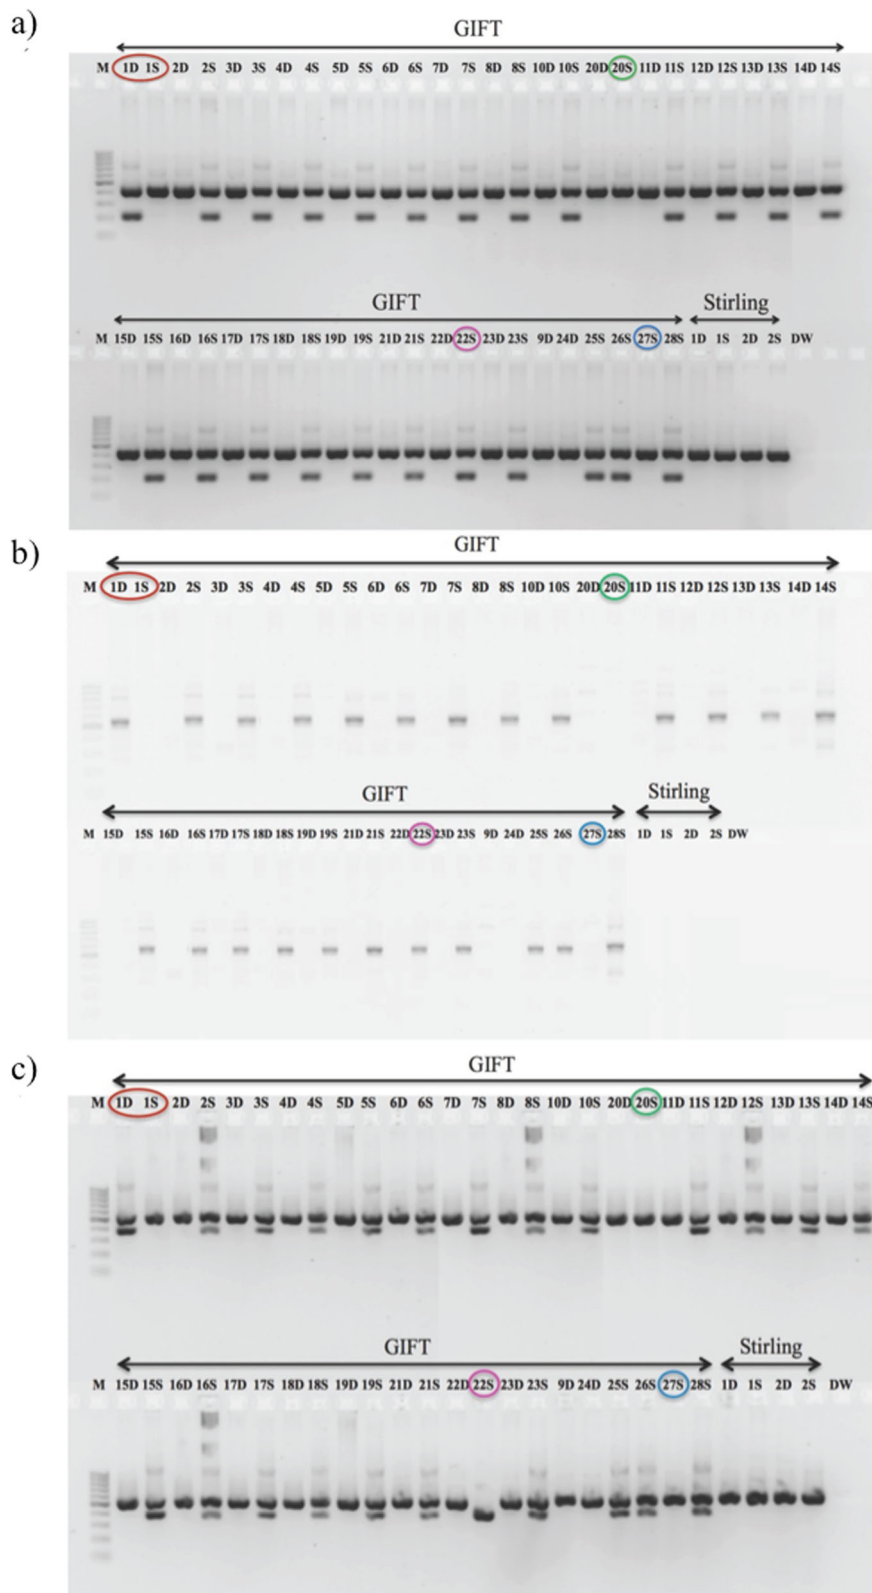 a)
GIFT
M 1D 1S 2D 2S 3D 3S 4D 4S 5D 5S 6D 6S 7D 7S 8D 8S 10D 10S 20D 20S 11D 11S 12D 12S 13D 13S 14D 14S
GIFT Stirling
M 15D 15S 16D 16S 17D 17S 18D 18S 19D 19S 21D 21S 22D 22S 23D 23S 9D 24D 25S 26S 27S 28S 1D 1S 2D 2S DW
b)
GIFT
M 1D 1S 2D 2S 3D 3S 4D 4S 5D 5S 6D 6S 7D 7S 8D 8S 10D 10S 20D 20S 11D 11S 12D 12S 13D 13S 14D 14S
GIFT Stirling
M 15D 15S 16D 16S 17D 17S 18D 18S 19D 19S 21D 21S 22D 22S 23D 23S 9D 24D 25S 26S 27S 28S 1D 1S 2D 2S DW
c)
GIFT
M 1D 1S 2D 2S 3D 3S 4D 4S 5D 5S 6D 6S 7D 7S 8D 8S 10D 10S 20D 20S 11D 11S 12D 12S 13D 13S 14D 14S
GIFT Stirling
M 15D 15S 16D 16S 17D 17S 18D 18S 19D 19S 21D 21S 22D 22S 23D 23S 9D 24D 25S 26S 27S 28S 1D 1S 2D 2S DW